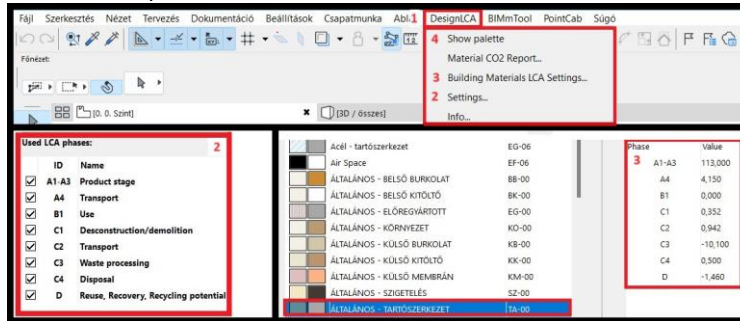 Fájl Szerkesztés Nézet Tervezés Dokumentáció Beállítások Csapatmunka Abl 1 DesignLCA BIMmTool PointCab Súgó
4 Show palette
Material CO2 Report...
3 Building Materials LCA Settings...
2 Settings...
Info...
Főnézet:
[0. 0. Szint]
[3D / összes]
Used LCA phases: 2
ID Name
A1-A3 Product stage
A4 Transport
B1 Use
C1 Desconstruction/demolition
C2 Transport
C3 Waste processing
C4 Disposal
D Reuse, Recovery, Recycling potential
Acél - tartószerkezet EG-06
Air Space EF-06
ÁLTALÁNOS - BELSŐ BURKOLAT BB-00
ÁLTALÁNOS - BELSŐ KITÖLTŐ BK-00
ÁLTALÁNOS - ELŐREGYÁRTOTT EG-00
ÁLTALÁNOS - KÖRNYEZET KO-00
ÁLTALÁNOS - KÜLSŐ BURKOLAT KB-00
ÁLTALÁNOS - KÜLSŐ KITÖLTŐ KK-00
ÁLTALÁNOS - KÜLSŐ MEMBRÁN KM-00
ÁLTALÁNOS - SZIGETELÉS SZ-00
ÁLTALÁNOS - TARTÓSZERKEZET TA-00
Phase Value
3 A1-A3 113,000
A4 4,150
B1 0,000
C1 0,352
C2 0,942
C3 -10,100
C4 0,500
D -1,460